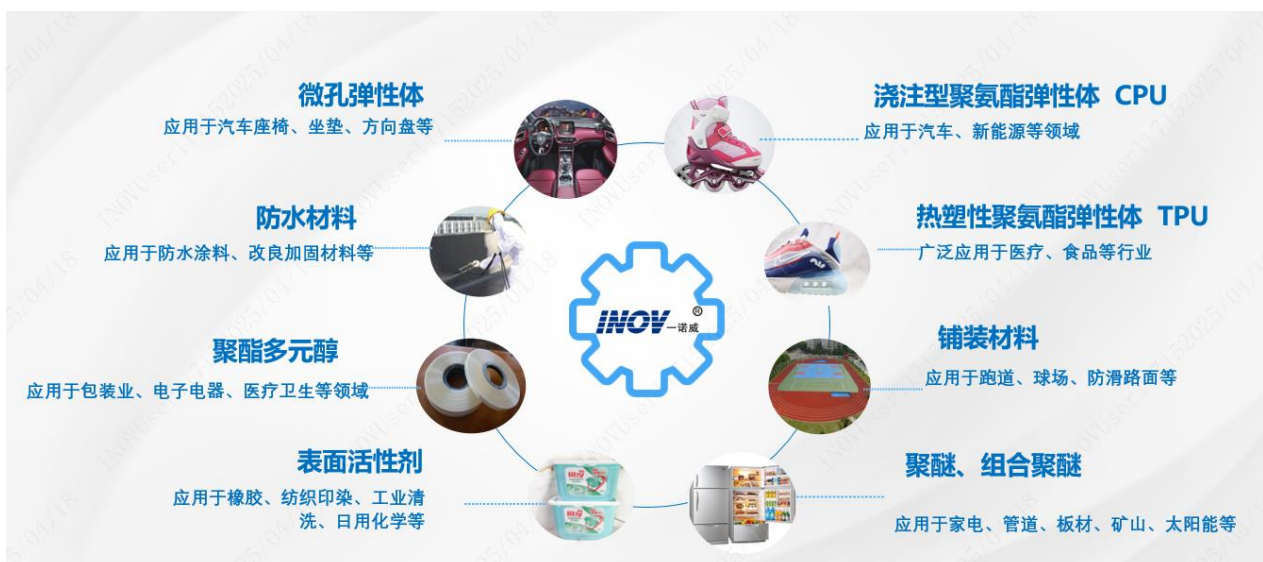 微孔弹性体
应用于汽车座椅、坐垫、方向盘等
浇注型聚氨酯弹性体 CPU
应用于汽车、新能源等领域
防水材料
应用于防水涂料、改良加固材料等
热塑性聚氨酯弹性体 TPU
广泛应用于医疗、食品等行业
INOV—诺威®
聚酯多元醇
应用于包装业、电子电器、医疗卫生等领域
铺装材料
应用于跑道、球场、防滑路面等
表面活性剂
应用于橡胶、纺织印染、工业清
洗、日用化学等
聚醚、组合聚醚
应用于家电、管道、板材、矿山、太阳能等